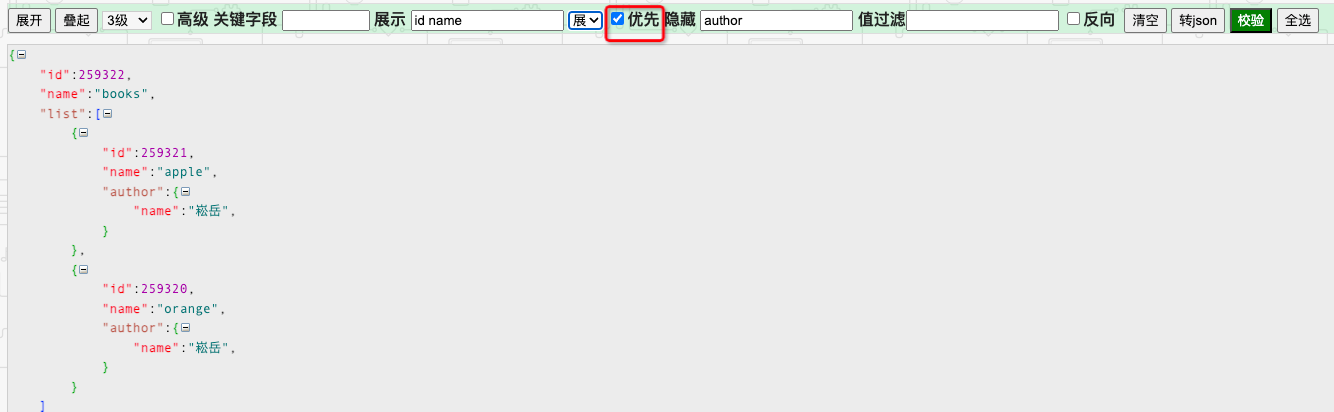 展开 叠起 3级 高级 关键字段 展示 id name 展 优先 隐藏 author 值过滤 反向 清空 转json 校验 全选
{
"id":259322,
"name":"books",
"list":[
{
"id":259321,
"name":"apple",
"author":{
"name":"崧岳",
}
},
{
"id":259320,
"name":"orange",
"author":{
"name":"崧岳",
}
}
]